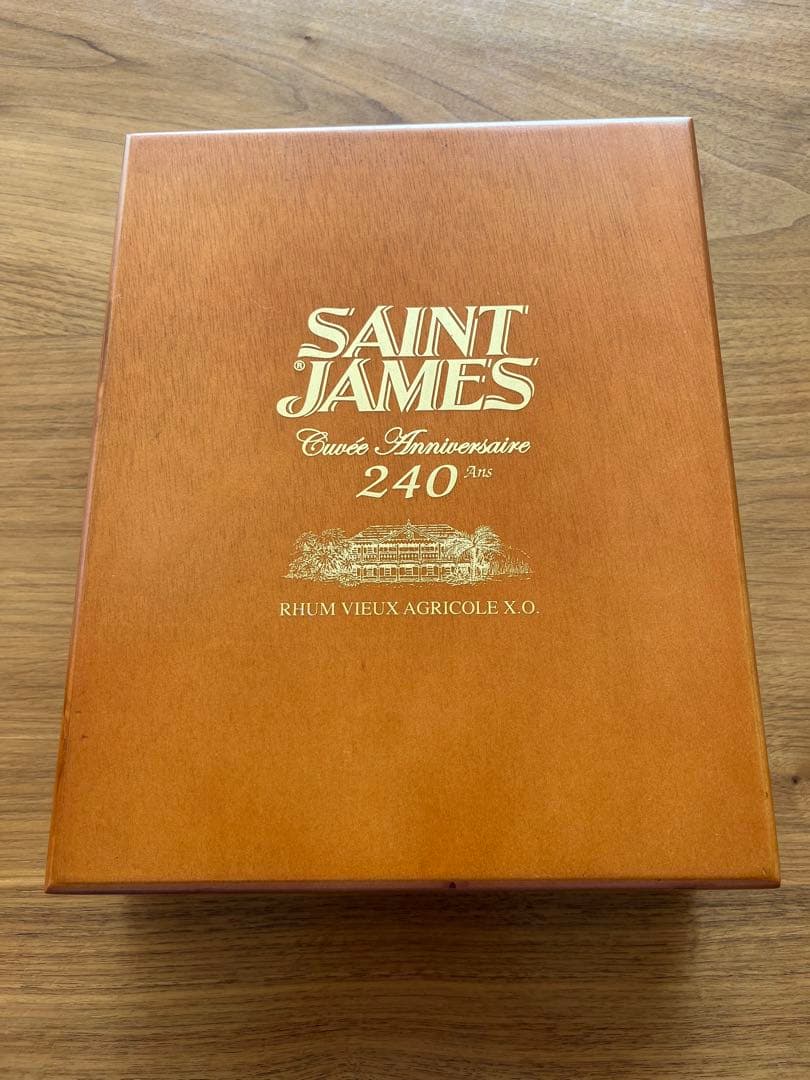 SAINT
® JAMES
Cuvée Anniversaire
240 Ans
RHUM VIEUX AGRICOLE X.O.